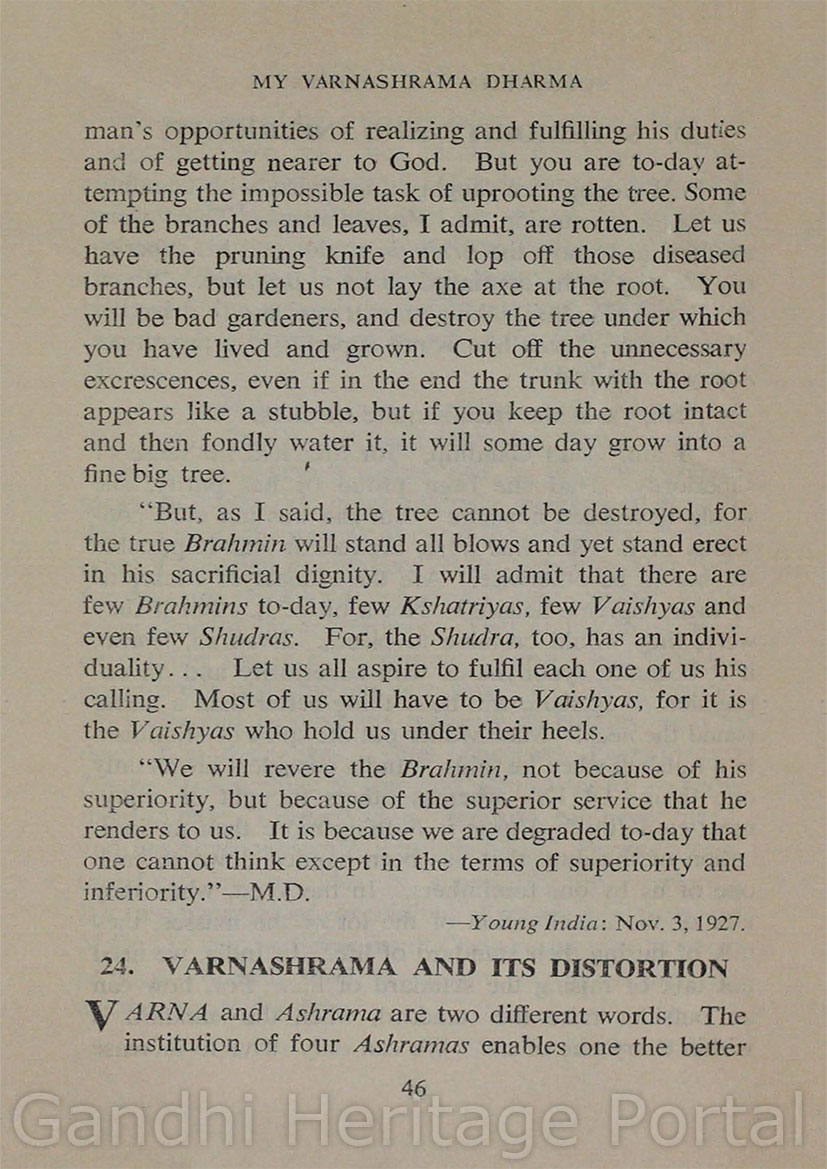 MY VARNASHRAMA DHARMA
man's opportunities of realizing and fulfilling his duties
and of getting nearer to God. But you are to-day at-
tempting the impossible task of uprooting the tree. Some
of the branches and leaves, I admit, are rotten. Let us
have the pruning knife and lop off those diseased
branches, but let us not lay the axe at the root. You
will be bad gardeners, and destroy the tree under which
you have lived and grown. Cut off the unnecessary
excrescences, even if in the end the trunk with the root
appears like a stubble, but if you keep the root intact
and then fondly water it, it will some day grow into a
fine big tree.
"But, as I said, the tree cannot be destroyed, for
the true Brahmin will stand all blows and yet stand erect
in his sacrificial dignity. I will admit that there are
few Brahmins to-day, few Kshatriyas, few Vaishyas and
even few Shudras. For, the Shudra, too, has an indivi-
duality... Let us all aspire to fulfil each one of us his
calling. Most of us will have to be Vaishyas, for it is
the Vaishyas who hold us under their heels.
"We will revere the Brahmin, not because of his
superiority, but because of the superior service that he
renders to us. It is because we are degraded to-day that
one cannot think except in the terms of superiority and
inferiority."—M.D.
—Young India: Nov. 3, 1927.
24. VARNASHRAMA AND ITS DISTORTION
VARNA and Ashrama are two different words. The
institution of four Ashramas enables one the better
46
Gandhi Heritage Portal